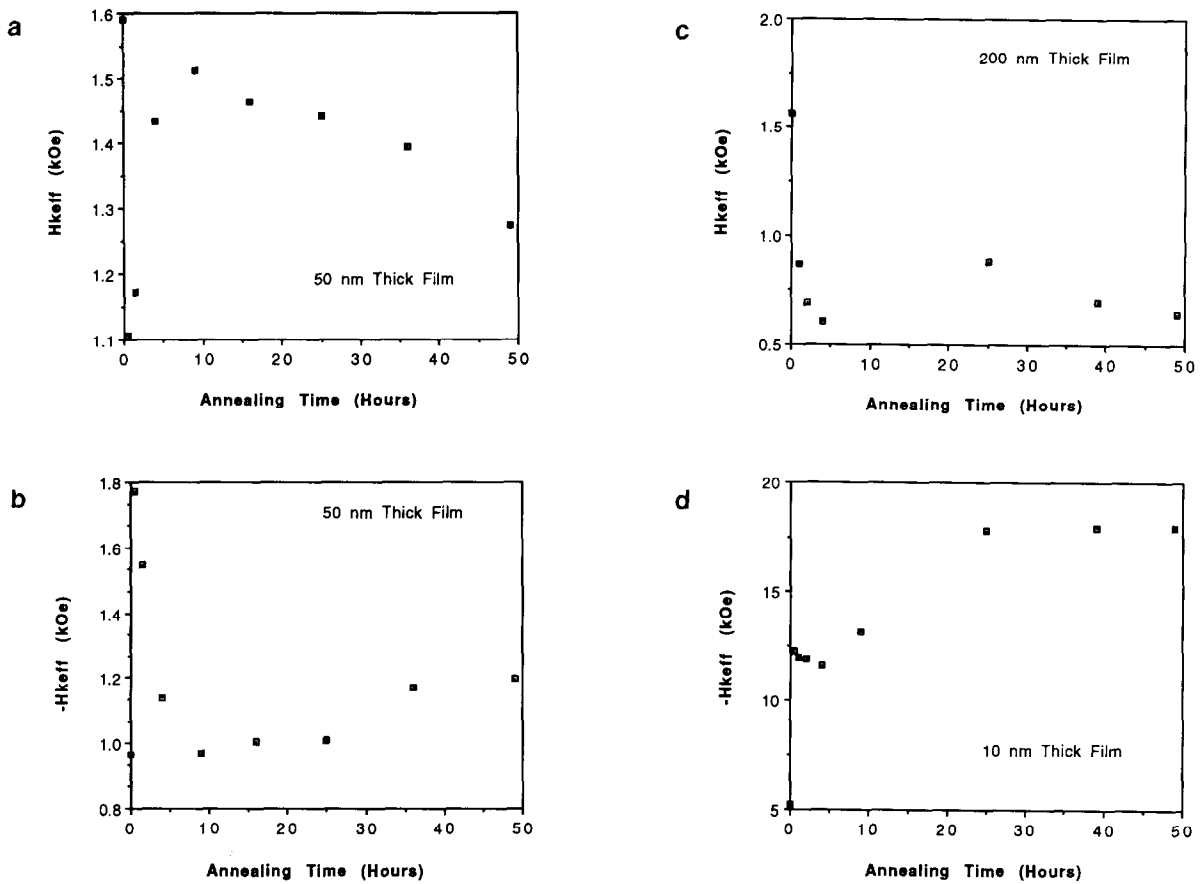 a
1.6
1.5
1.4
1.3
1.2
1.1
Hkeff (kOe)
50 nm Thick Film
0 10 20 30 40 50
Annealing Time (Hours)
c
2.0
1.5
1.0
0.5
Hkeff (kOe)
200 nm Thick Film
0 10 20 30 40 50
Annealing Time (Hours)
b
1.8
1.6
1.4
1.2
1.0
0.8
-Hkeff (kOe)
50 nm Thick Film
0 10 20 30 40 50
Annealing Time (Hours)
d
20
15
10
5
-Hkeff (kOe)
10 nm Thick Film
0 10 20 30 40 50
Annealing Time (Hours)